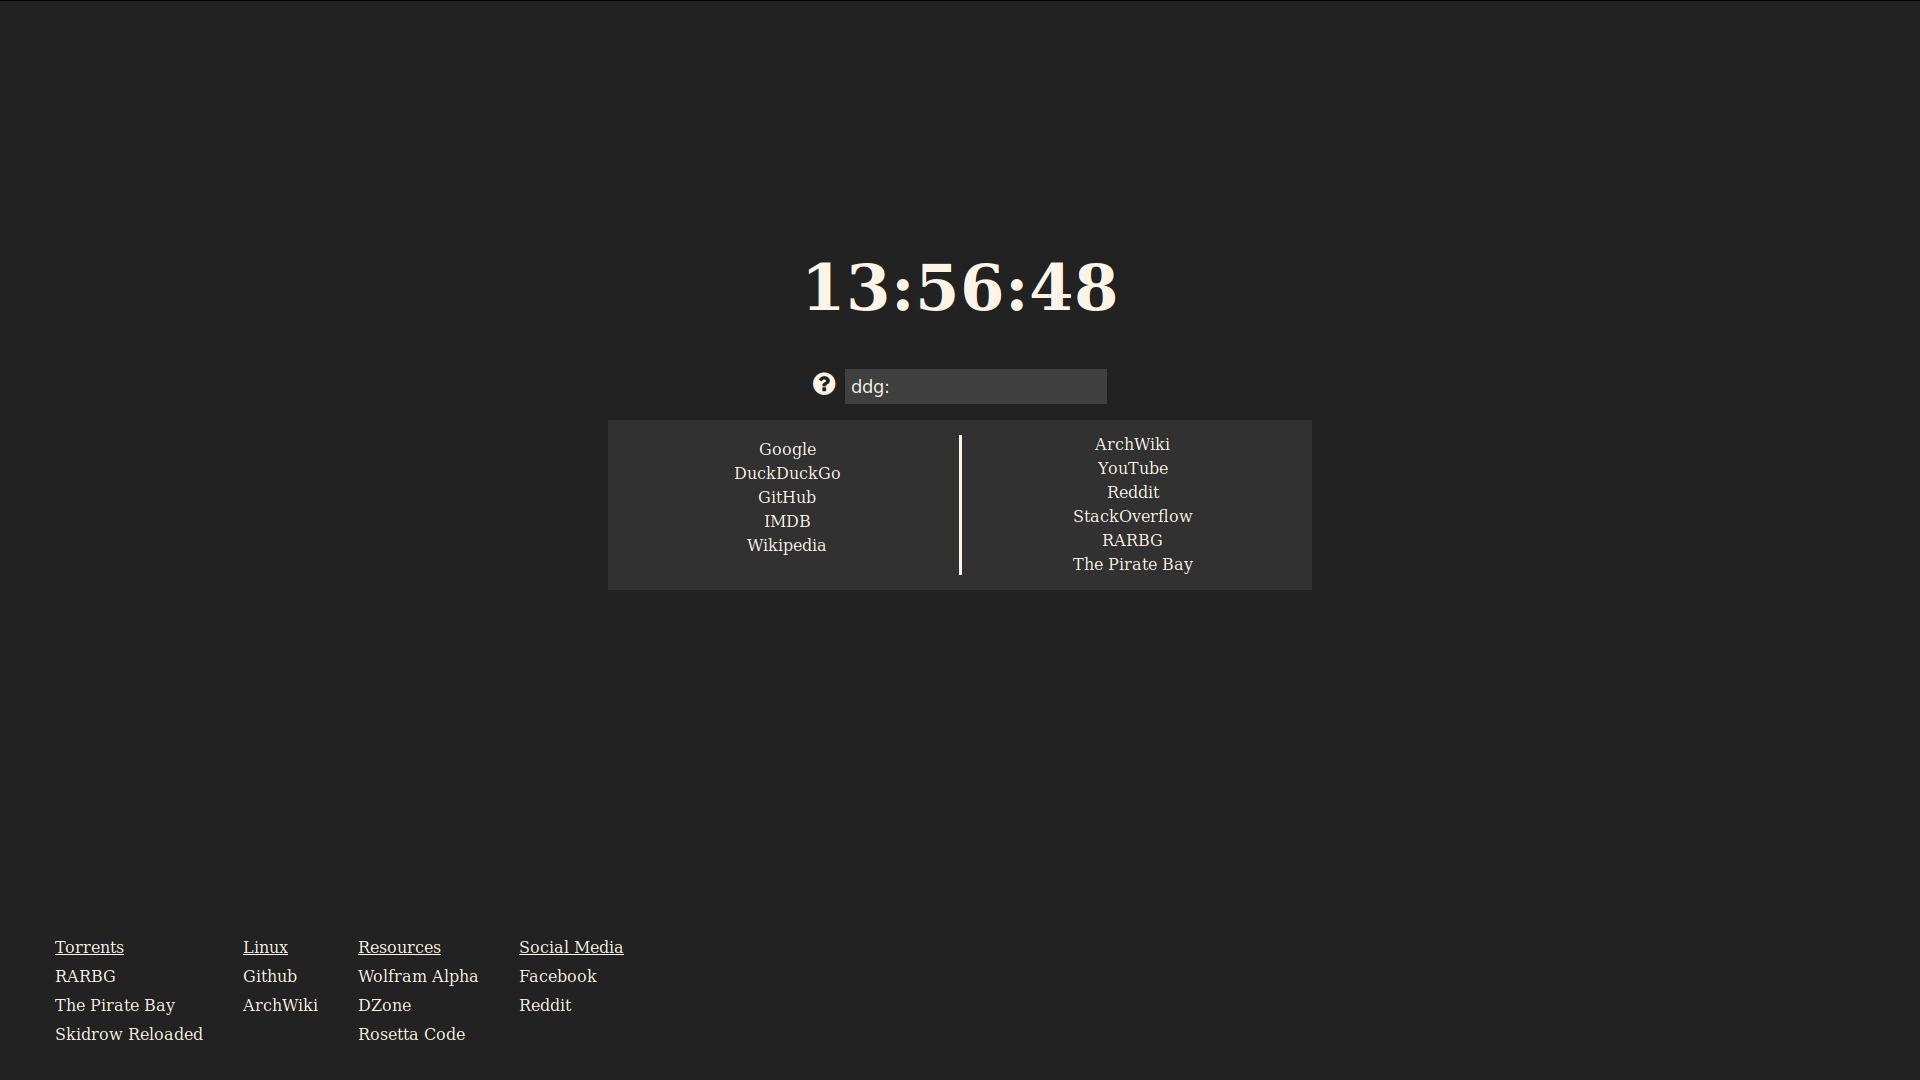 13:56:48
?
ddg:
Google
DuckDuckGo
GitHub
IMDB
Wikipedia
ArchWiki
YouTube
Reddit
StackOverflow
RARBG
The Pirate Bay
Torrents
RARBG
The Pirate Bay
Skidrow Reloaded
Linux
Github
ArchWiki
Resources
Wolfram Alpha
DZone
Rosetta Code
Social Media
Facebook
Reddit